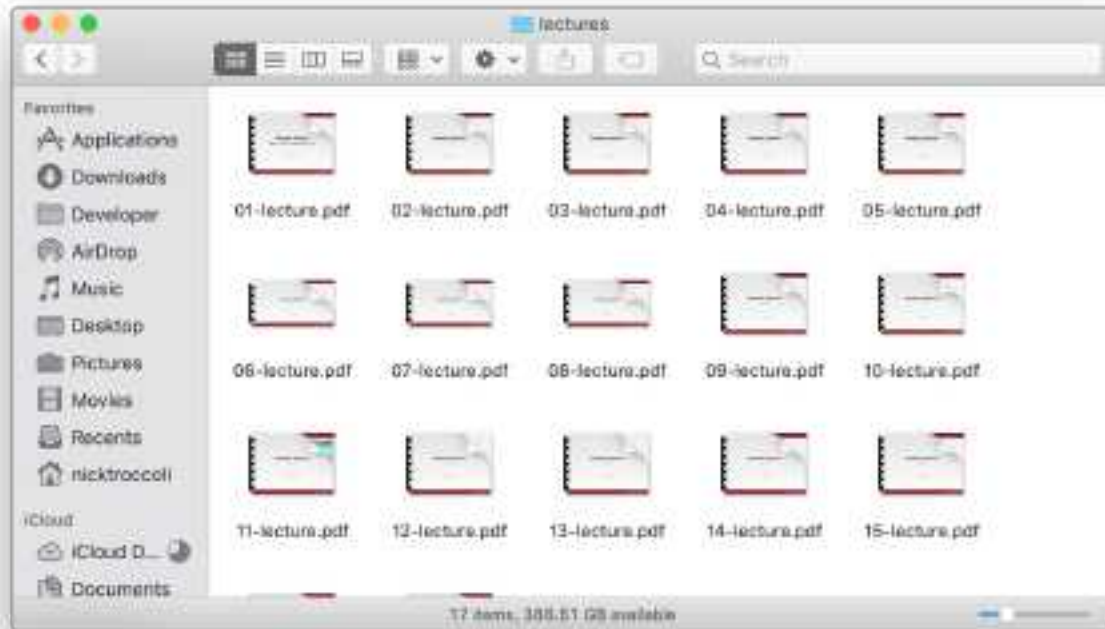 lectures
Search
Favorites
Applications
Downloads
Developer
AirDrop
Music
Desktop
Pictures
Movies
Recents
nicktroccoli
iCloud
iCloud D...
Documents
01-lecture.pdf 02-lecture.pdf 03-lecture.pdf 04-lecture.pdf 05-lecture.pdf
06-lecture.pdf 07-lecture.pdf 08-lecture.pdf 09-lecture.pdf 10-lecture.pdf
11-lecture.pdf 12-lecture.pdf 13-lecture.pdf 14-lecture.pdf 15-lecture.pdf
17 items, 388.51 GB available